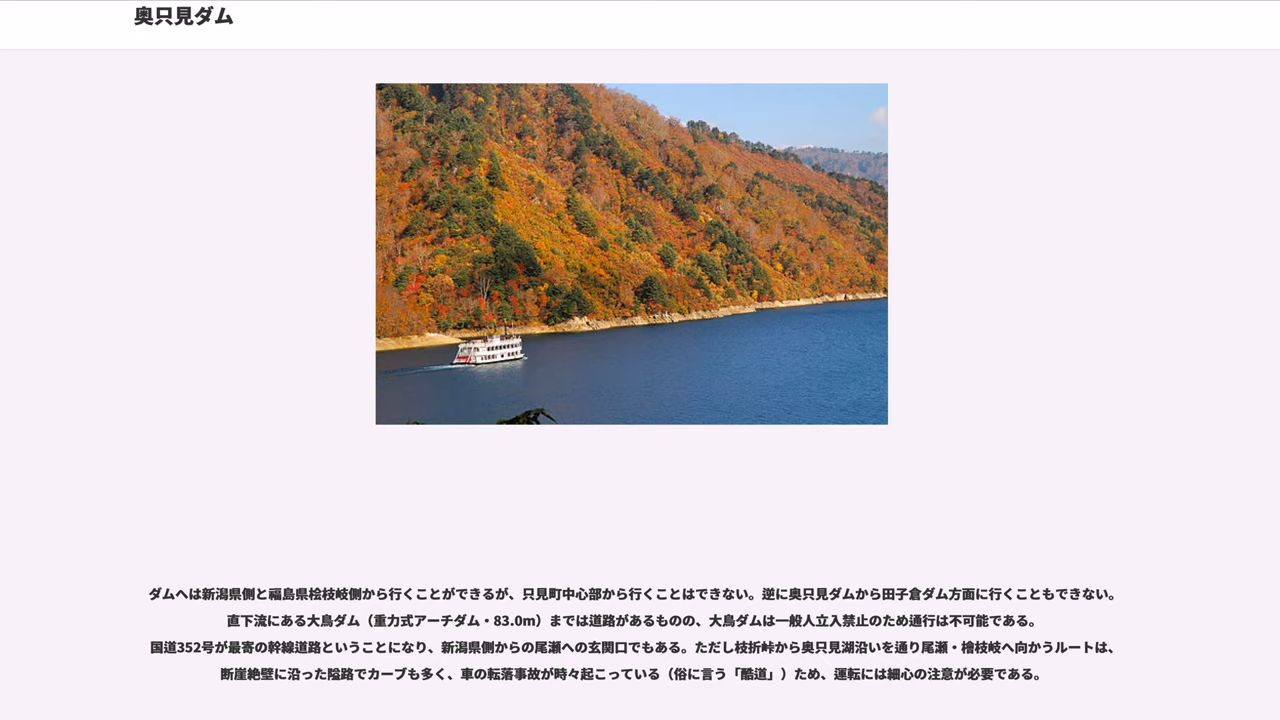 奥只見ダム
ダムへは新潟県側と福島県桧枝岐側から行くことができるが、只見町中心部から行くことはできない。逆に奥只見ダムから田子倉ダム方面に行くこともできない。
直下流にある大鳥ダム（重力式アーチダム・83.0m）までは道路があるものの、大鳥ダムは一般人立入禁止のため通行は不可能である。
国道352号が最寄の幹線道路ということになり、新潟県側からの尾瀬への玄関口でもある。ただし枝折峠から奥只見湖沿いを通り尾瀬・檜枝岐へ向かうルートは、
断崖絶壁に沿った隘路でカーブも多く、車の転落事故が時々起こっている（俗に言う「酷道」）ため、運転には細心の注意が必要である。